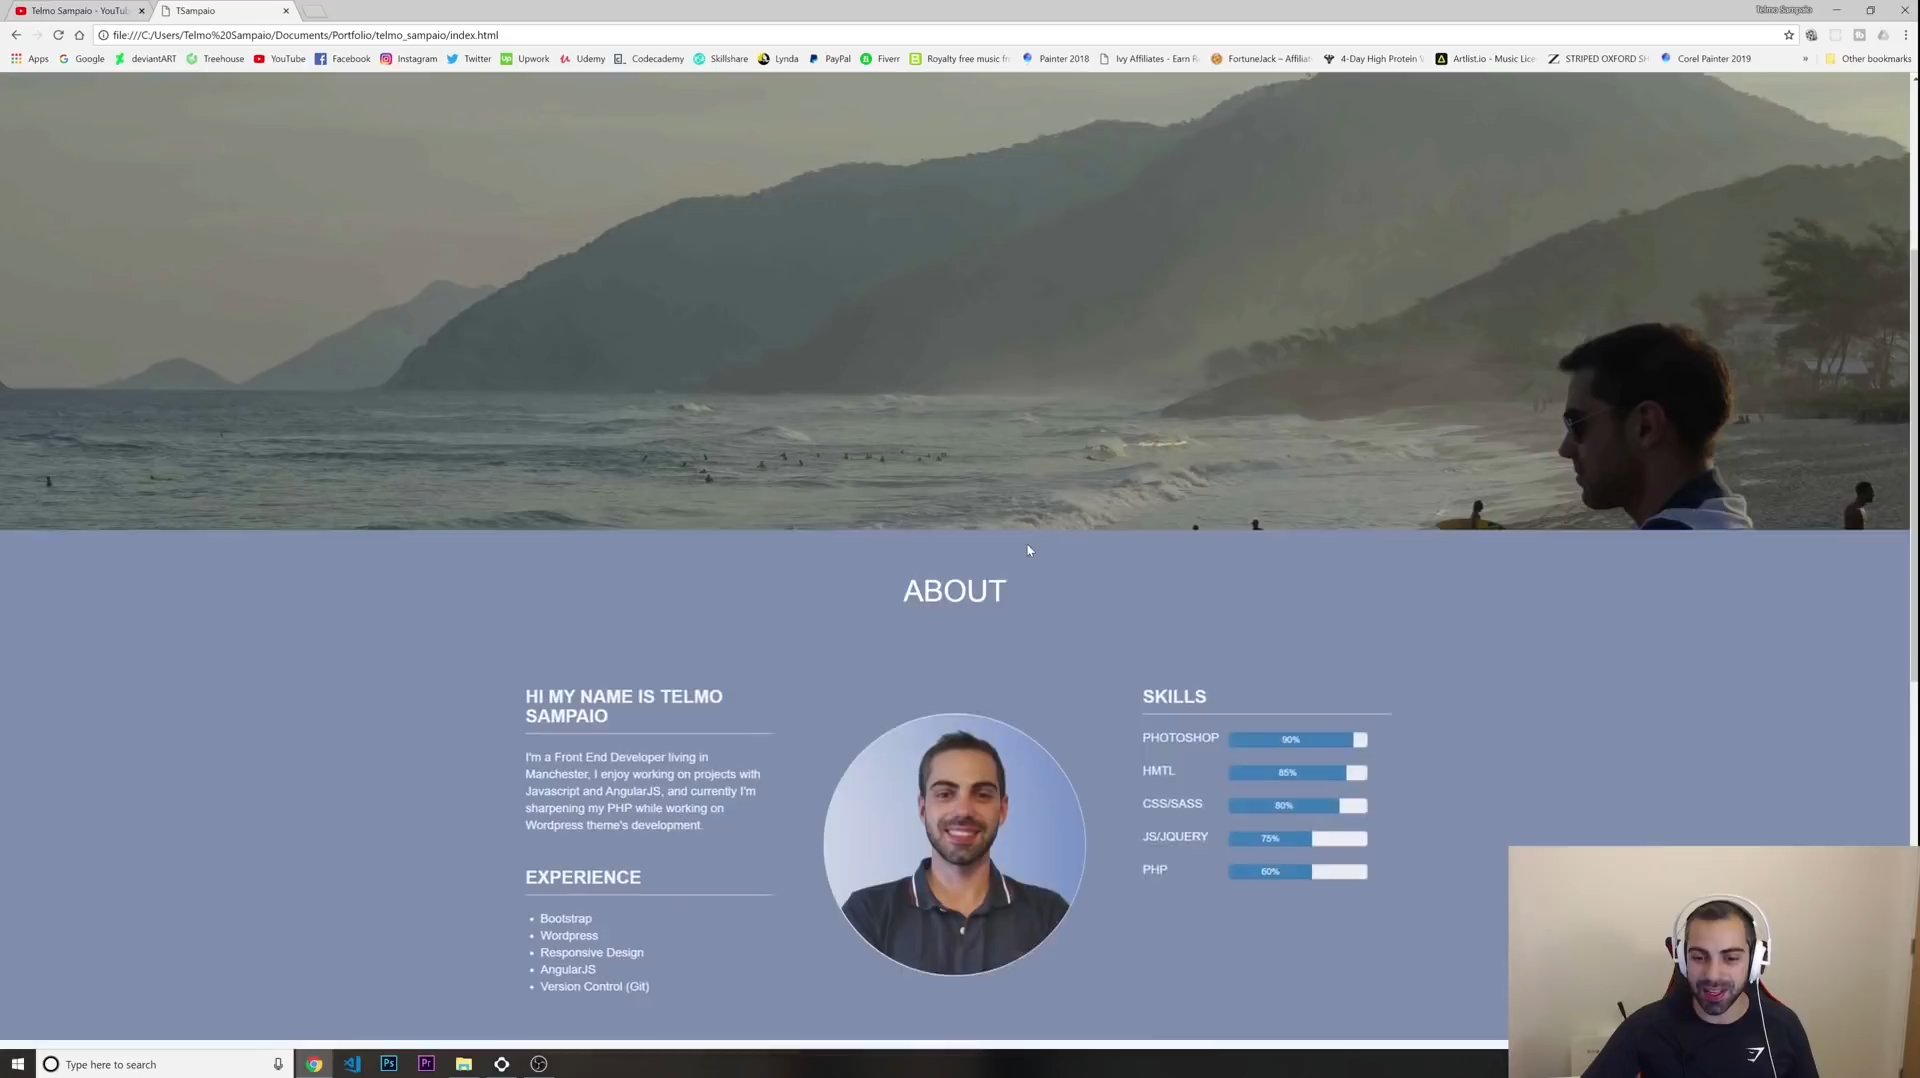 Telmo Sampaio - YouTub
TSampaio
Telmo Sampaio
file:///C:/Users/Telmo%20Sampaio/Documents/Portfolio/telmo_sampaio/index.html
Apps Google deviantART Treehouse YouTube Facebook Instagram Twitter Upwork Udemy Codecademy Skillshare Lynda PayPal Fiverr Royalty free music fr Painter 2018 Ivy Affiliates - Earn R FortuneJack ~ Affiliat 4-Day High Protein Artlist.io - Music Lice STRIPED OXFORD SH Corel Painter 2019 » Other bookmarks
ABOUT
HI MY NAME IS TELMO
SAMPAIO
I'm a Front End Developer living in
Manchester, I enjoy working on projects with
Javascript and AngularJS, and currently I'm
sharpening my PHP while working on
Wordpress theme's development.
EXPERIENCE
• Bootstrap
• Wordpress
• Responsive Design
• AngularJS
• Version Control (Git)
SKILLS
PHOTOSHOP 90%
HMTL 85%
CSS/SASS 80%
JS/JQUERY 75%
PHP 60%
Type here to search
Ps
Pr